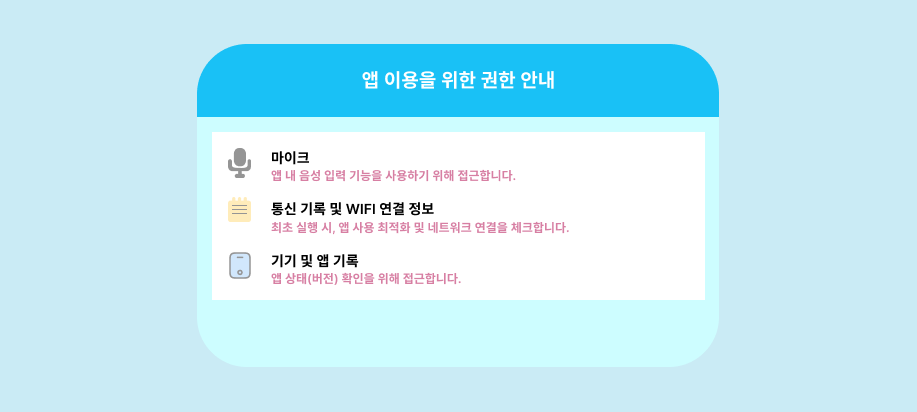 앱 이용을 위한 권한 안내
마이크
앱 내 음성 입력 기능을 사용하기 위해 접근합니다.
통신 기록 및 WIFI 연결 정보
최초 실행 시, 앱 사용 최적화 및 네트워크 연결을 체크합니다.
기기 및 앱 기록
앱 상태(버전) 확인을 위해 접근합니다.